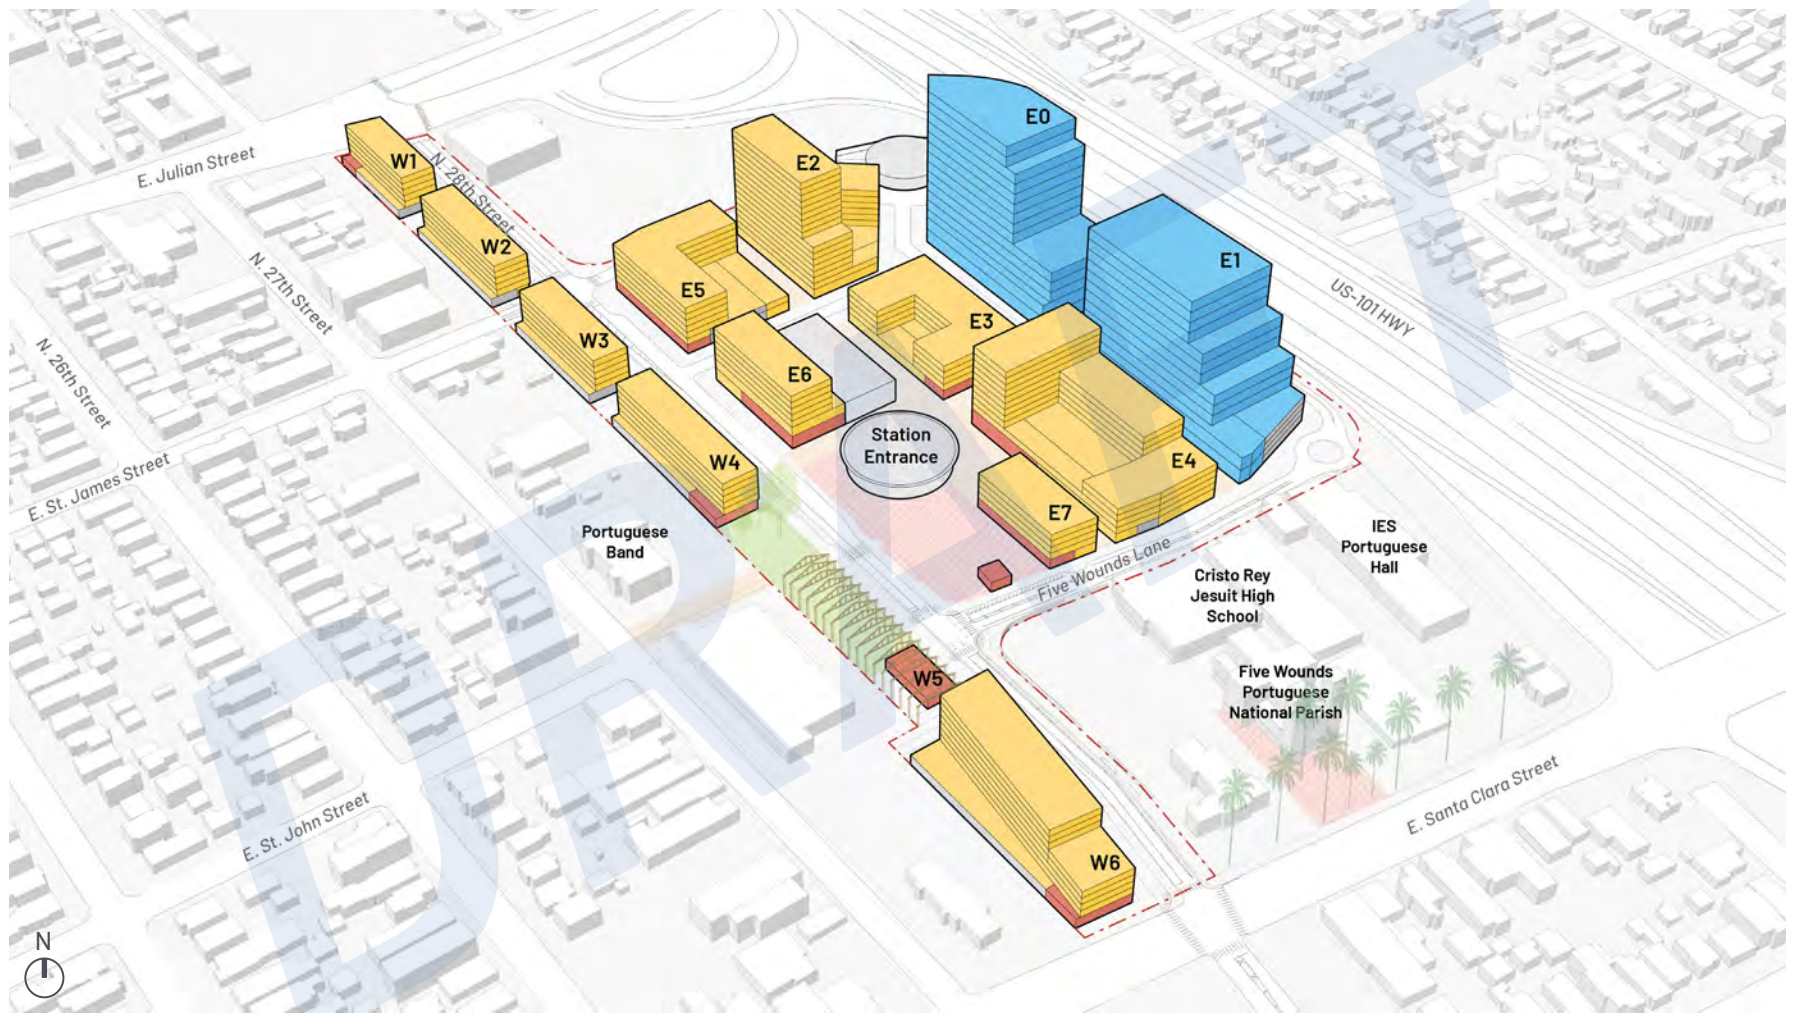 E0
W1
E2
E. Julian Street
N. 28th Street
W2
E1
E5
N. 27th Street
US-101 HWY
E3
W3
E6
N. 26th Street
Station
Entrance
W4
E4
E. St. James Street
E7
Portuguese
Band
IES
Portuguese
Hall
Five Wounds Lane
Cristo Rey
Jesuit High
School
W5
Five Wounds
Portuguese
National Parish
E. Santa Clara Street
E. St. John Street
W6
N
DRAFT